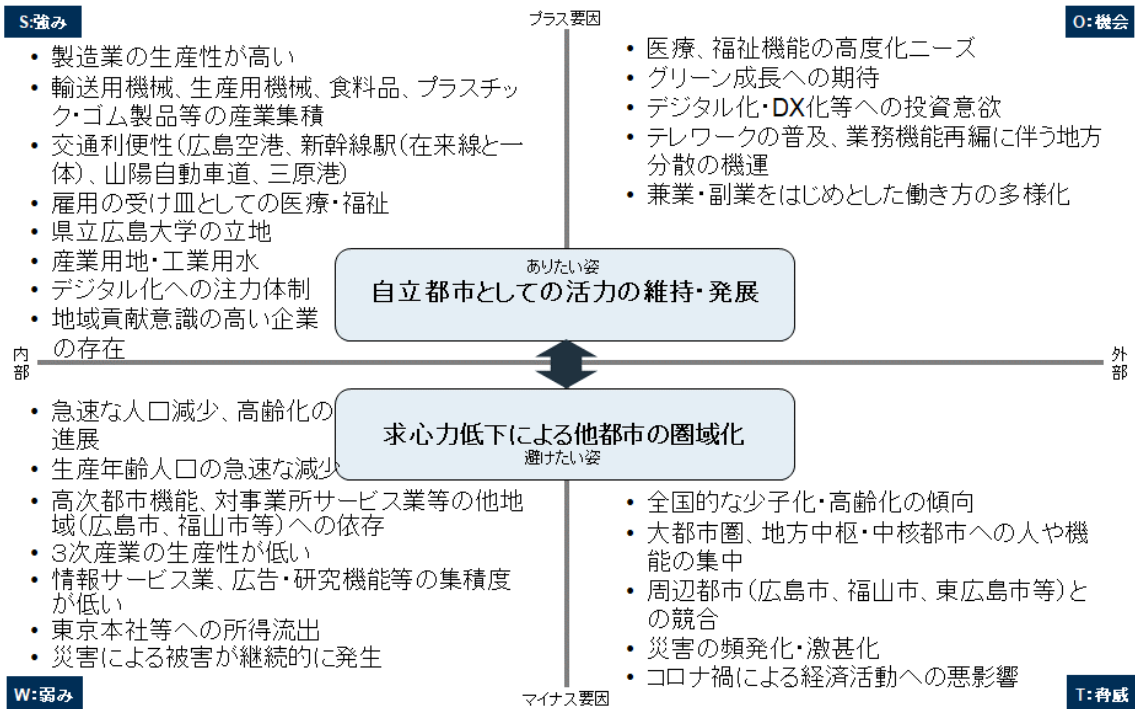 S:強み
プラス要因
O:機会
• 製造業の生産性が高い
• 輸送用機械、生産用機械、食料品、プラスチッ
ク・ゴム製品等の産業集積
• 交通利便性(広島空港、新幹線駅(在来線と一
体)、山陽自動車道、三原港)
• 雇用の受け皿としての医療・福祉
• 県立広島大学の立地
• 産業用地・工業用水
• デジタル化への注力体制
• 地域貢献意識の高い企業
の存在
• 医療、福祉機能の高度化ニーズ
• グリーン成長への期待
• デジタル化・DX化等への投資意欲
• テレワークの普及、業務機能再編に伴う地方
分散の機運
• 兼業・副業をはじめとした働き方の多様化
ありたい姿
自立都市としての活力の維持・発展
内部
外部
求心力低下による他都市の圏域化
避けたい姿
• 急速な人口減少、高齢化の
進展
• 生産年齢人口の急速な減少
• 高次都市機能、対事業所サービス業等の他地
域(広島市、福山市等)への依存
• 3次産業の生産性が低い
• 情報サービス業、広告・研究機能等の集積度
が低い
• 東京本社等への所得流出
• 災害による被害が継続的に発生
• 全国的な少子化・高齢化の傾向
• 大都市圏、地方中枢・中核都市への人や機
能の集中
• 周辺都市(広島市、福山市、東広島市等)と
の競合
• 災害の頻発化・激甚化
• コロナ禍による経済活動への悪影響
W:弱み
マイナス要因
T:脅威